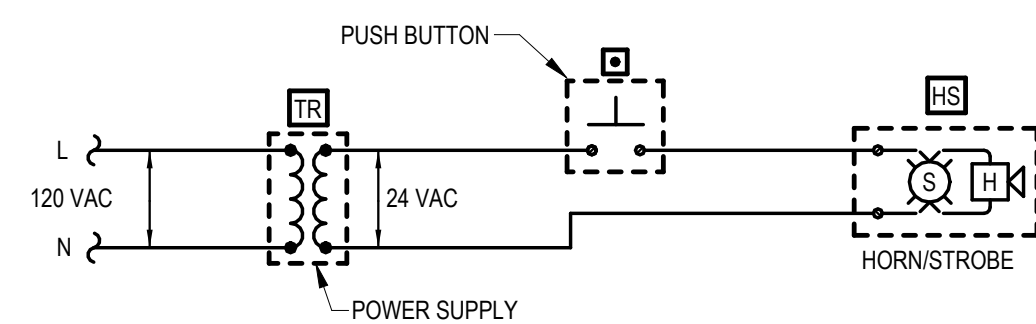 PUSH BUTTON
TR
HS
L
120 VAC
24 VAC
S
H
N
HORN/STROBE
POWER SUPPLY